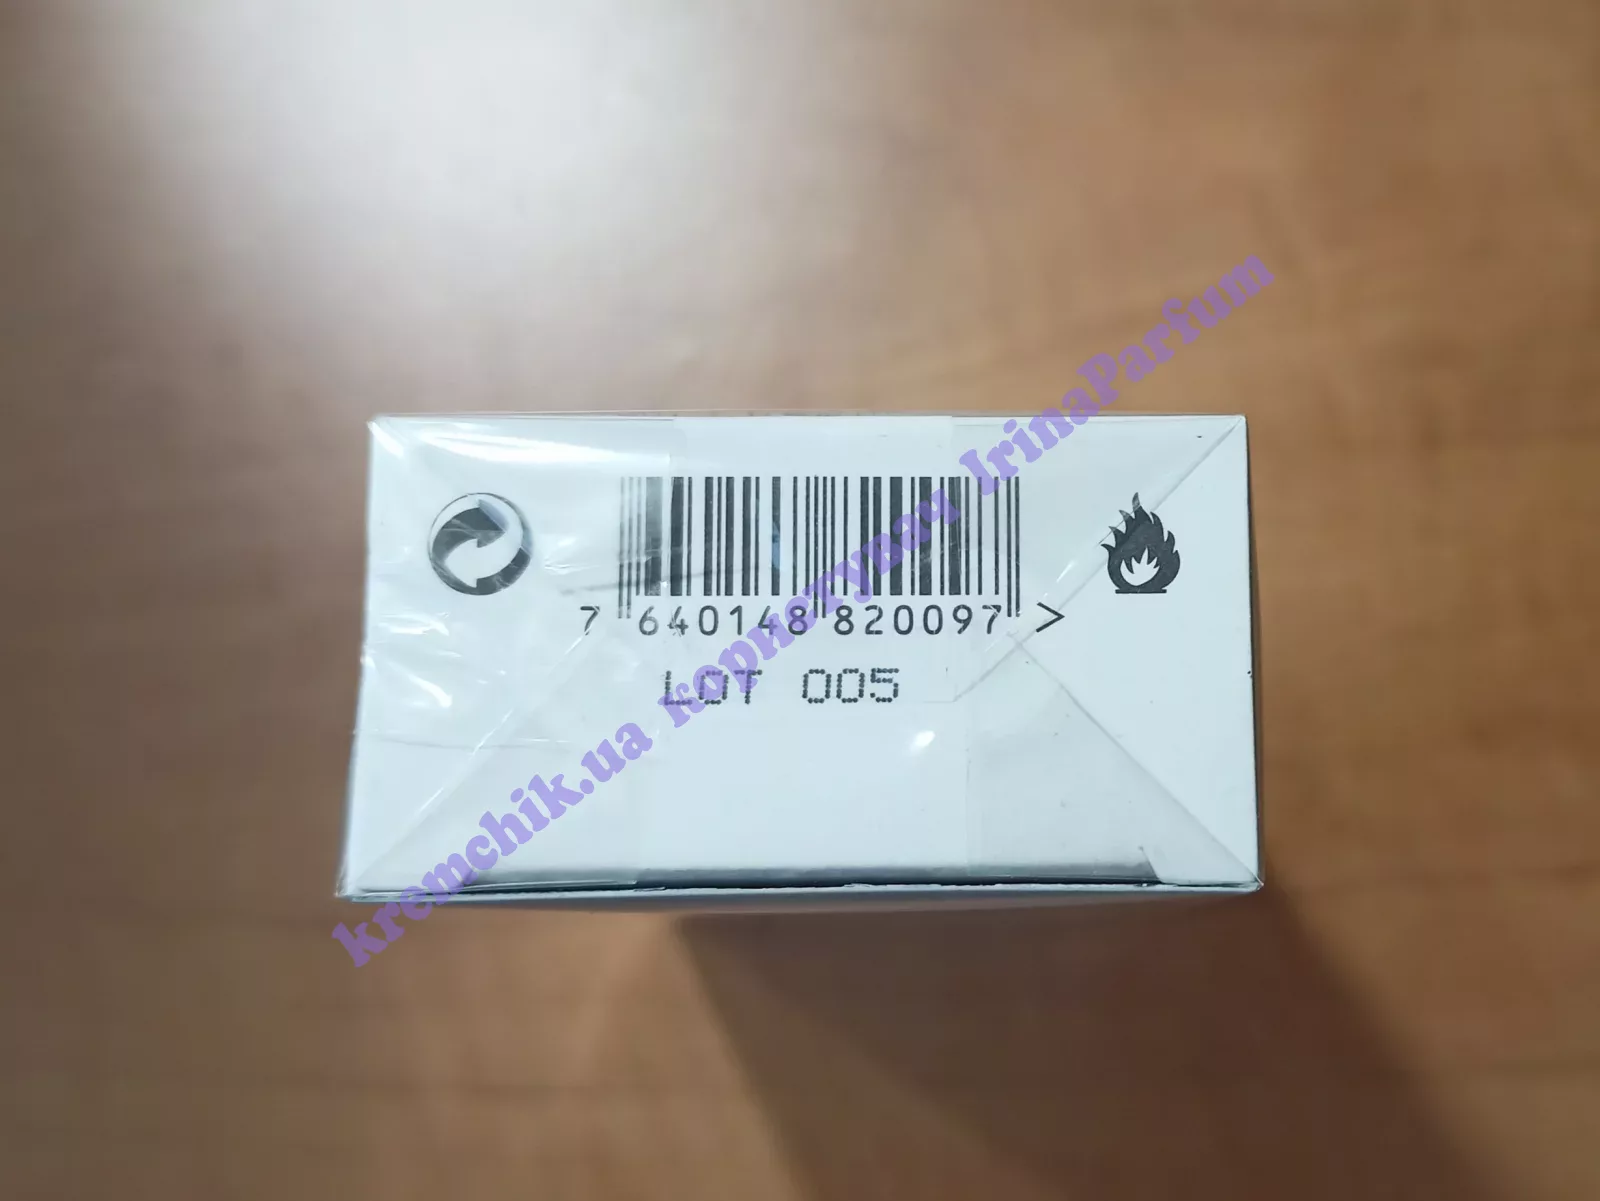 7 640148 820097 >
LOT 005
kremchik.ua користувач IrinaParfum